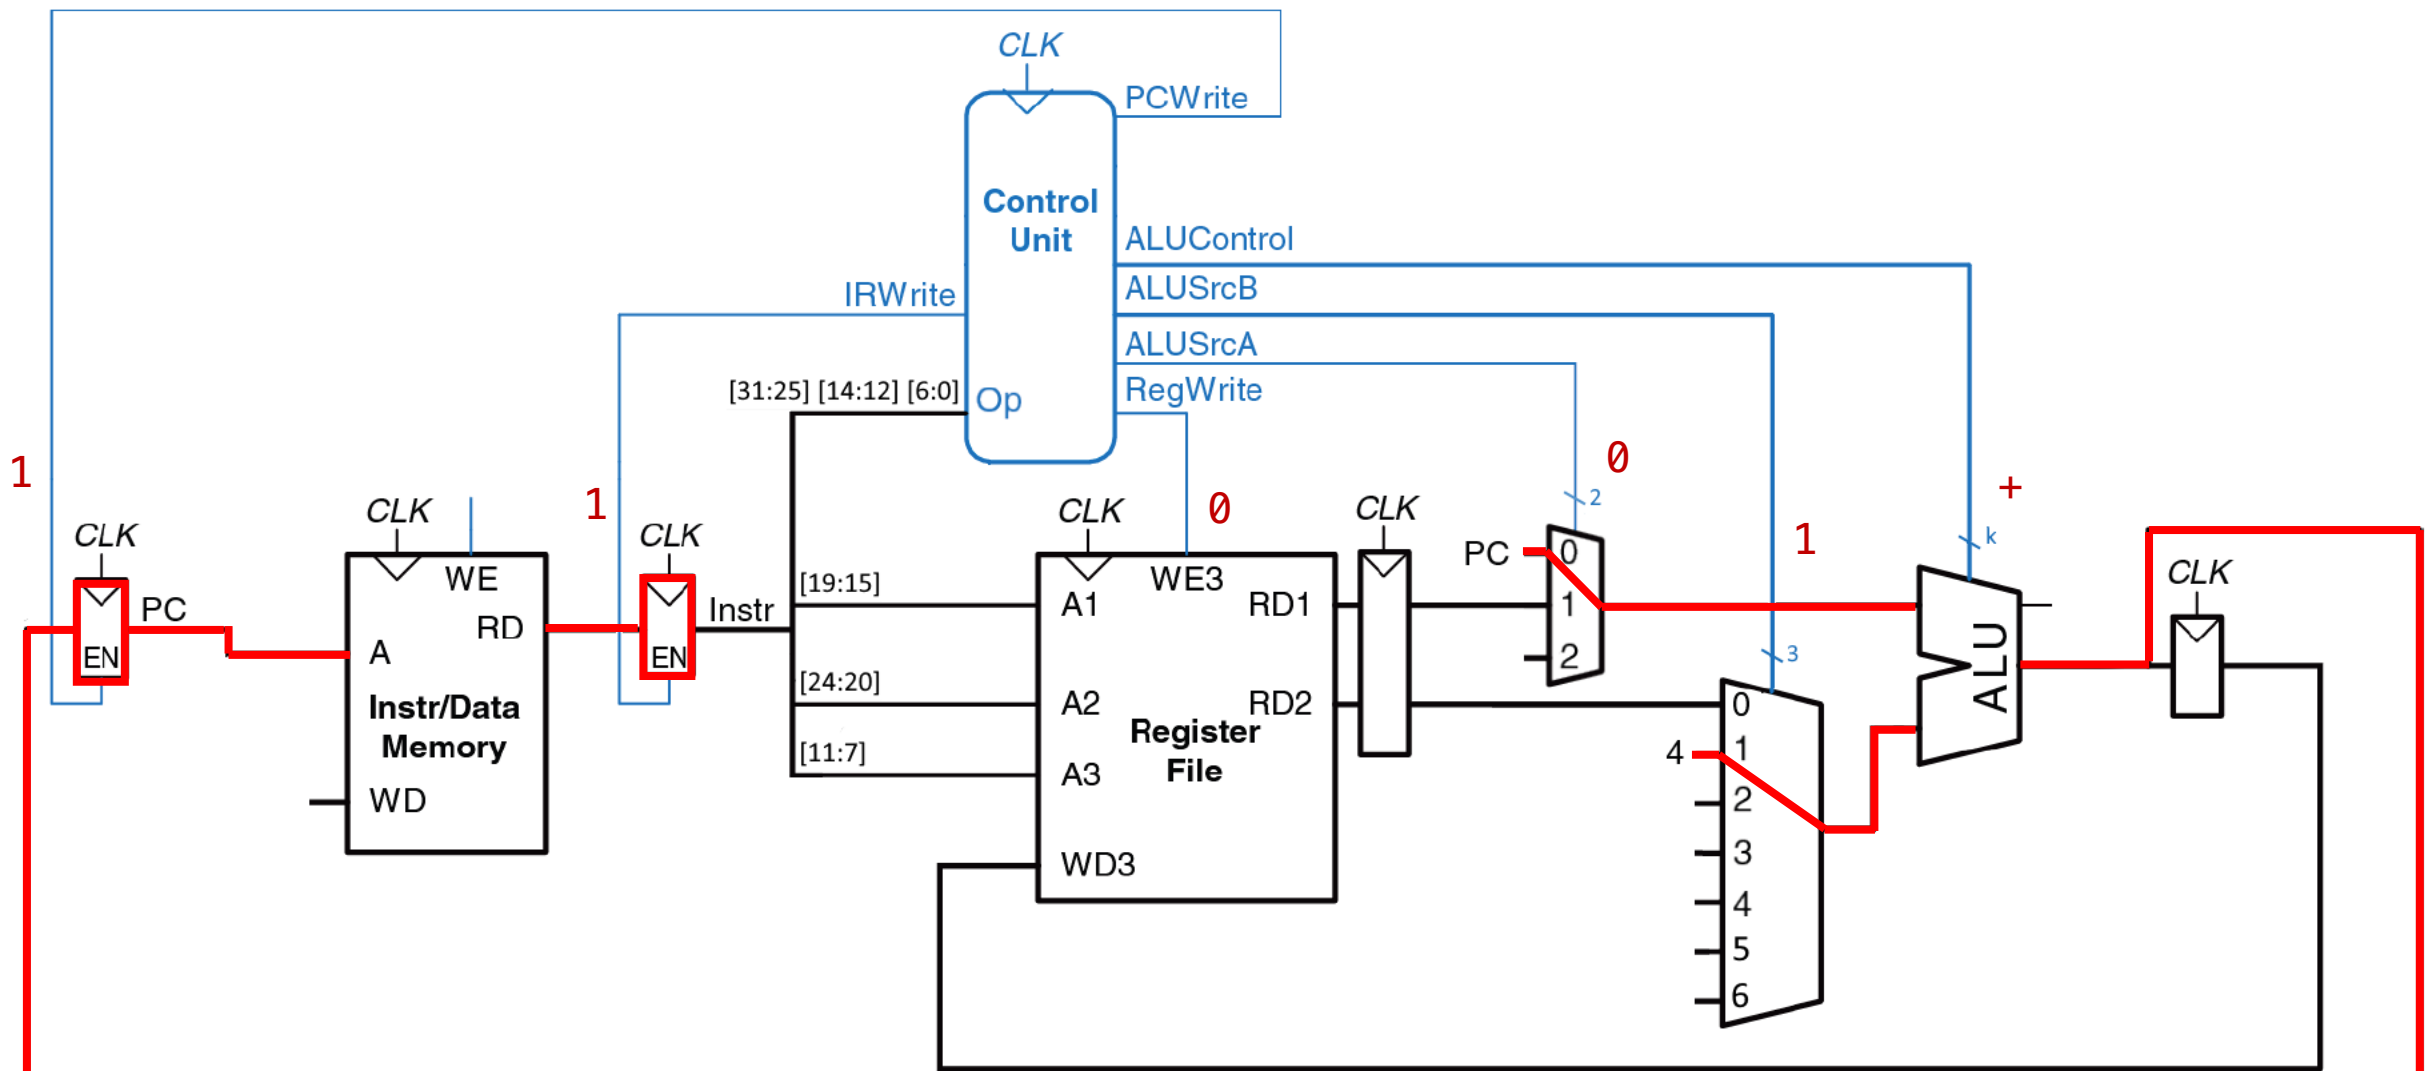 CLK
PCWrite
Control
Unit
ALUControl
IRWrite
ALUSrcB
ALUSrcA
[31:25] [14:12] [6:0]
Op
RegWrite
1
CLK
PC
EN
CLK
WE
RD
A
Instr/Data
Memory
WD
1
CLK
EN
Instr
[19:15]
[24:20]
[11:7]
CLK
0
WE3
A1
RD1
A2
RD2
Register
File
A3
WD3
CLK
0
2
PC
0
1
2
1
3
4
0
1
2
3
4
5
6
+
k
ALU
CLK